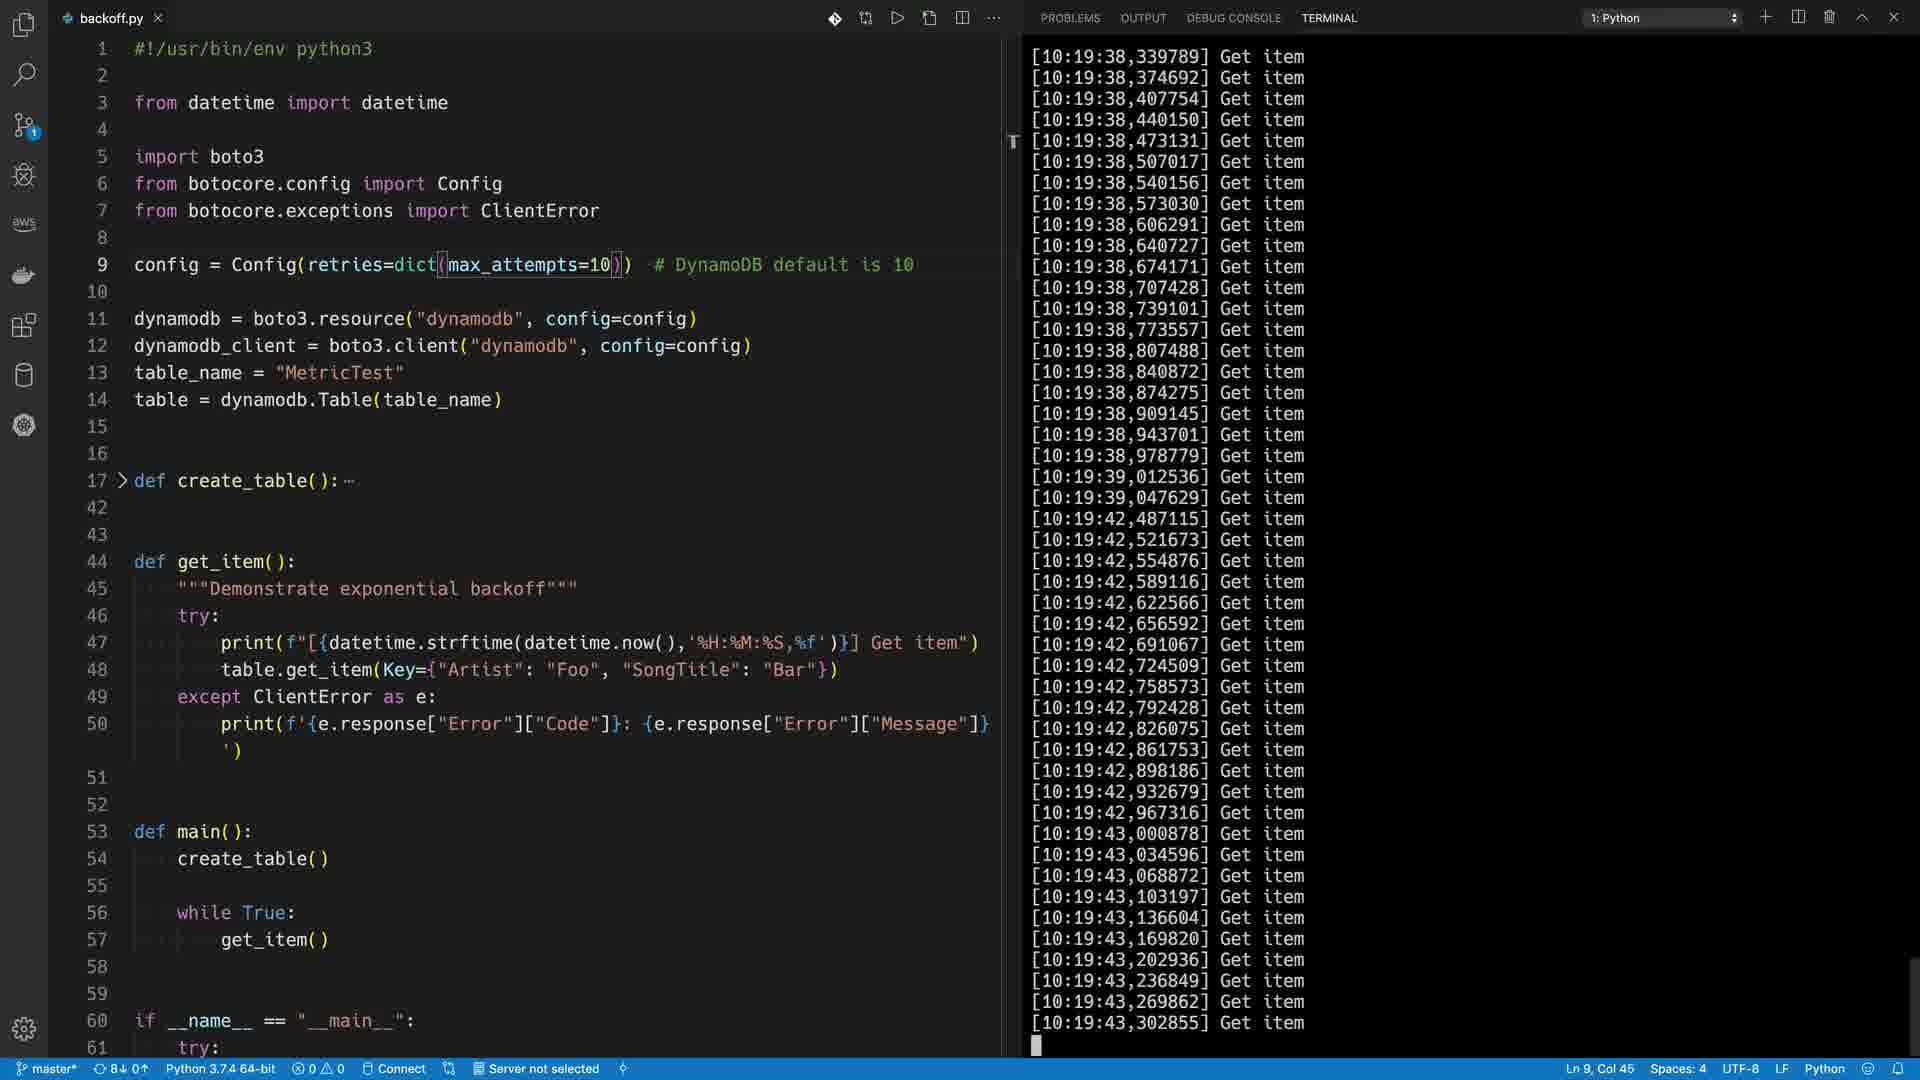 backoff.py
1 #!/usr/bin/env python3
2
3 from datetime import datetime
4
5 import boto3
6 from botocore.config import Config
7 from botocore.exceptions import ClientError
8
9 config = Config(retries=dict(max_attempts=10)) # DynamoDB default is 10
10
11 dynamodb = boto3.resource("dynamodb", config=config)
12 dynamodb_client = boto3.client("dynamodb", config=config)
13 table_name = "MetricTest"
14 table = dynamodb.Table(table_name)
15
16
17 def create_table():
42
43
44 def get_item():
45 """Demonstrate exponential backoff"""
46 try:
47 print(f"[{datetime.strftime(datetime.now(),'%H:%M:%S,%f')}] Get item")
48 table.get_item(Key={"Artist": "Foo", "SongTitle": "Bar"})
49 except ClientError as e:
50 print(f'{e.response["Error"]["Code"]}: {e.response["Error"]["Message"]}
')
51
52
53 def main():
54 create_table()
55
56 while True:
57 get_item()
58
59
60 if __name__ == "__main__":
61 try:
aws
1
PROBLEMS OUTPUT DEBUG CONSOLE TERMINAL 1: Python
[10:19:38,339789] Get item
[10:19:38,374692] Get item
[10:19:38,407754] Get item
[10:19:38,440150] Get item
[10:19:38,473131] Get item
[10:19:38,507017] Get item
[10:19:38,540156] Get item
[10:19:38,573030] Get item
[10:19:38,606291] Get item
[10:19:38,640727] Get item
[10:19:38,674171] Get item
[10:19:38,707428] Get item
[10:19:38,739101] Get item
[10:19:38,773557] Get item
[10:19:38,807488] Get item
[10:19:38,840872] Get item
[10:19:38,874275] Get item
[10:19:38,909145] Get item
[10:19:38,943701] Get item
[10:19:38,978779] Get item
[10:19:39,012536] Get item
[10:19:39,047629] Get item
[10:19:42,487115] Get item
[10:19:42,521673] Get item
[10:19:42,554876] Get item
[10:19:42,589116] Get item
[10:19:42,622566] Get item
[10:19:42,656592] Get item
[10:19:42,691067] Get item
[10:19:42,724509] Get item
[10:19:42,758573] Get item
[10:19:42,792428] Get item
[10:19:42,826075] Get item
[10:19:42,861753] Get item
[10:19:42,898186] Get item
[10:19:42,932679] Get item
[10:19:42,967316] Get item
[10:19:43,000878] Get item
[10:19:43,034596] Get item
[10:19:43,068872] Get item
[10:19:43,103197] Get item
[10:19:43,136604] Get item
[10:19:43,169820] Get item
[10:19:43,202936] Get item
[10:19:43,236849] Get item
[10:19:43,269862] Get item
[10:19:43,302855] Get item
master* 8↓ 0↑ Python 3.7.4 64-bit 0 0 Connect Server not selected Ln 9, Col 45 Spaces: 4 UTF-8 LF Python